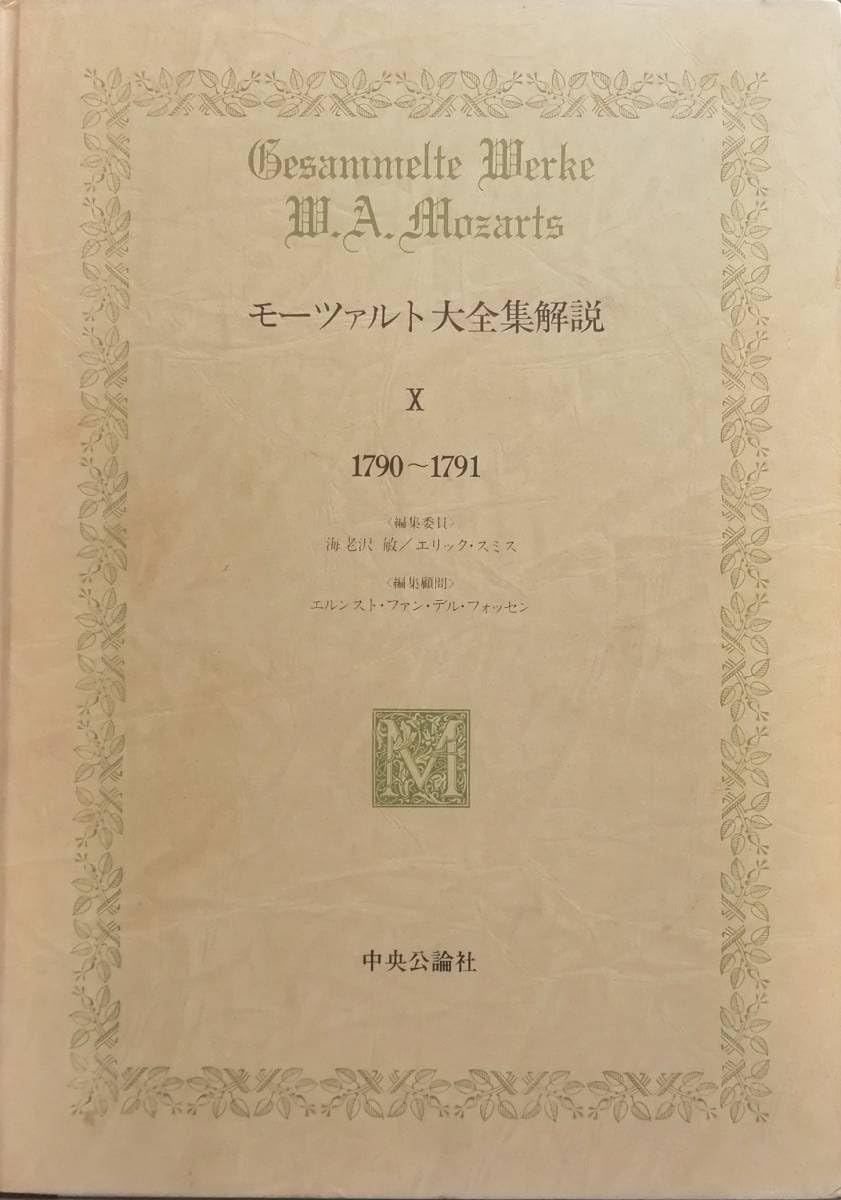 Gesammelte Werke
W.A.Mozarts
モーツァルト大全集解説
X
1790～1791
〈編集委員〉
海老沢 敏／エリック・スミス
〈編集顧問〉
エルンスト・ファン・デル・フォッセン
M
中央公論社